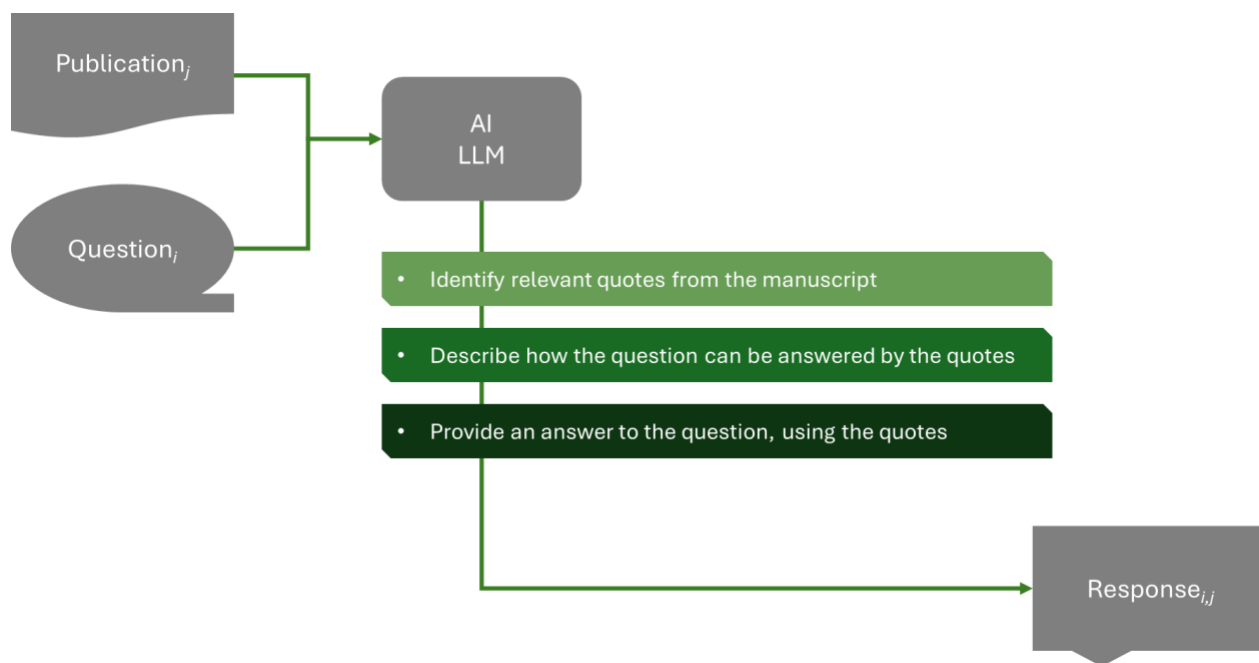 Publicationj
AI
LLM
Questioni
• Identify relevant quotes from the manuscript
• Describe how the question can be answered by the quotes
• Provide an answer to the question, using the quotes
Responsei,j